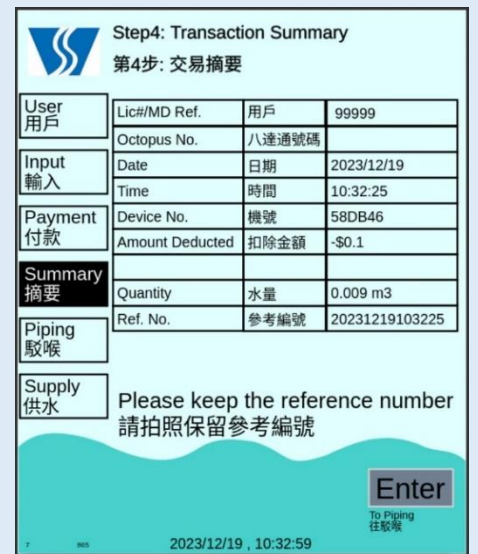 Step4: Transaction Summary
第4步: 交易摘要
User
用戶
Input
輸入
Payment
付款
Summary
摘要
Piping
駁喉
Supply
供水
Lic#/MD Ref. 用戶 99999
Octopus No. 八達通號碼
Date 日期 2023/12/19
Time 時間 10:32:25
Device No. 機號 58DB46
Amount Deducted 扣除金額 -$0.1
Quantity 水量 0.009 m3
Ref. No. 參考編號 20231219103225
Please keep the reference number
請拍照保留參考編號
Enter
To Piping
往駁喉
7 865 2023/12/19 , 10:32:59